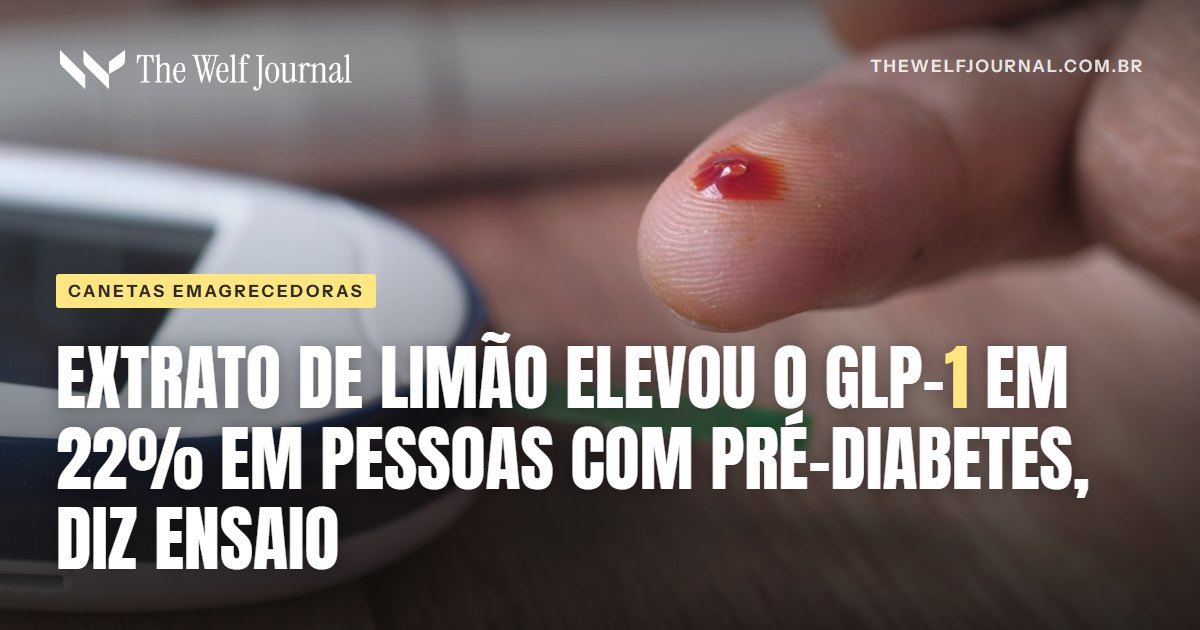 The Welf Journal
THEWELFJOURNAL.COM.BR
CANETAS EMAGRECEDORAS
EXTRATO DE LIMÃO ELEVOU O GLP-1 EM
22% EM PESSOAS COM PRÉ-DIABETES,
DIZ ENSAIO